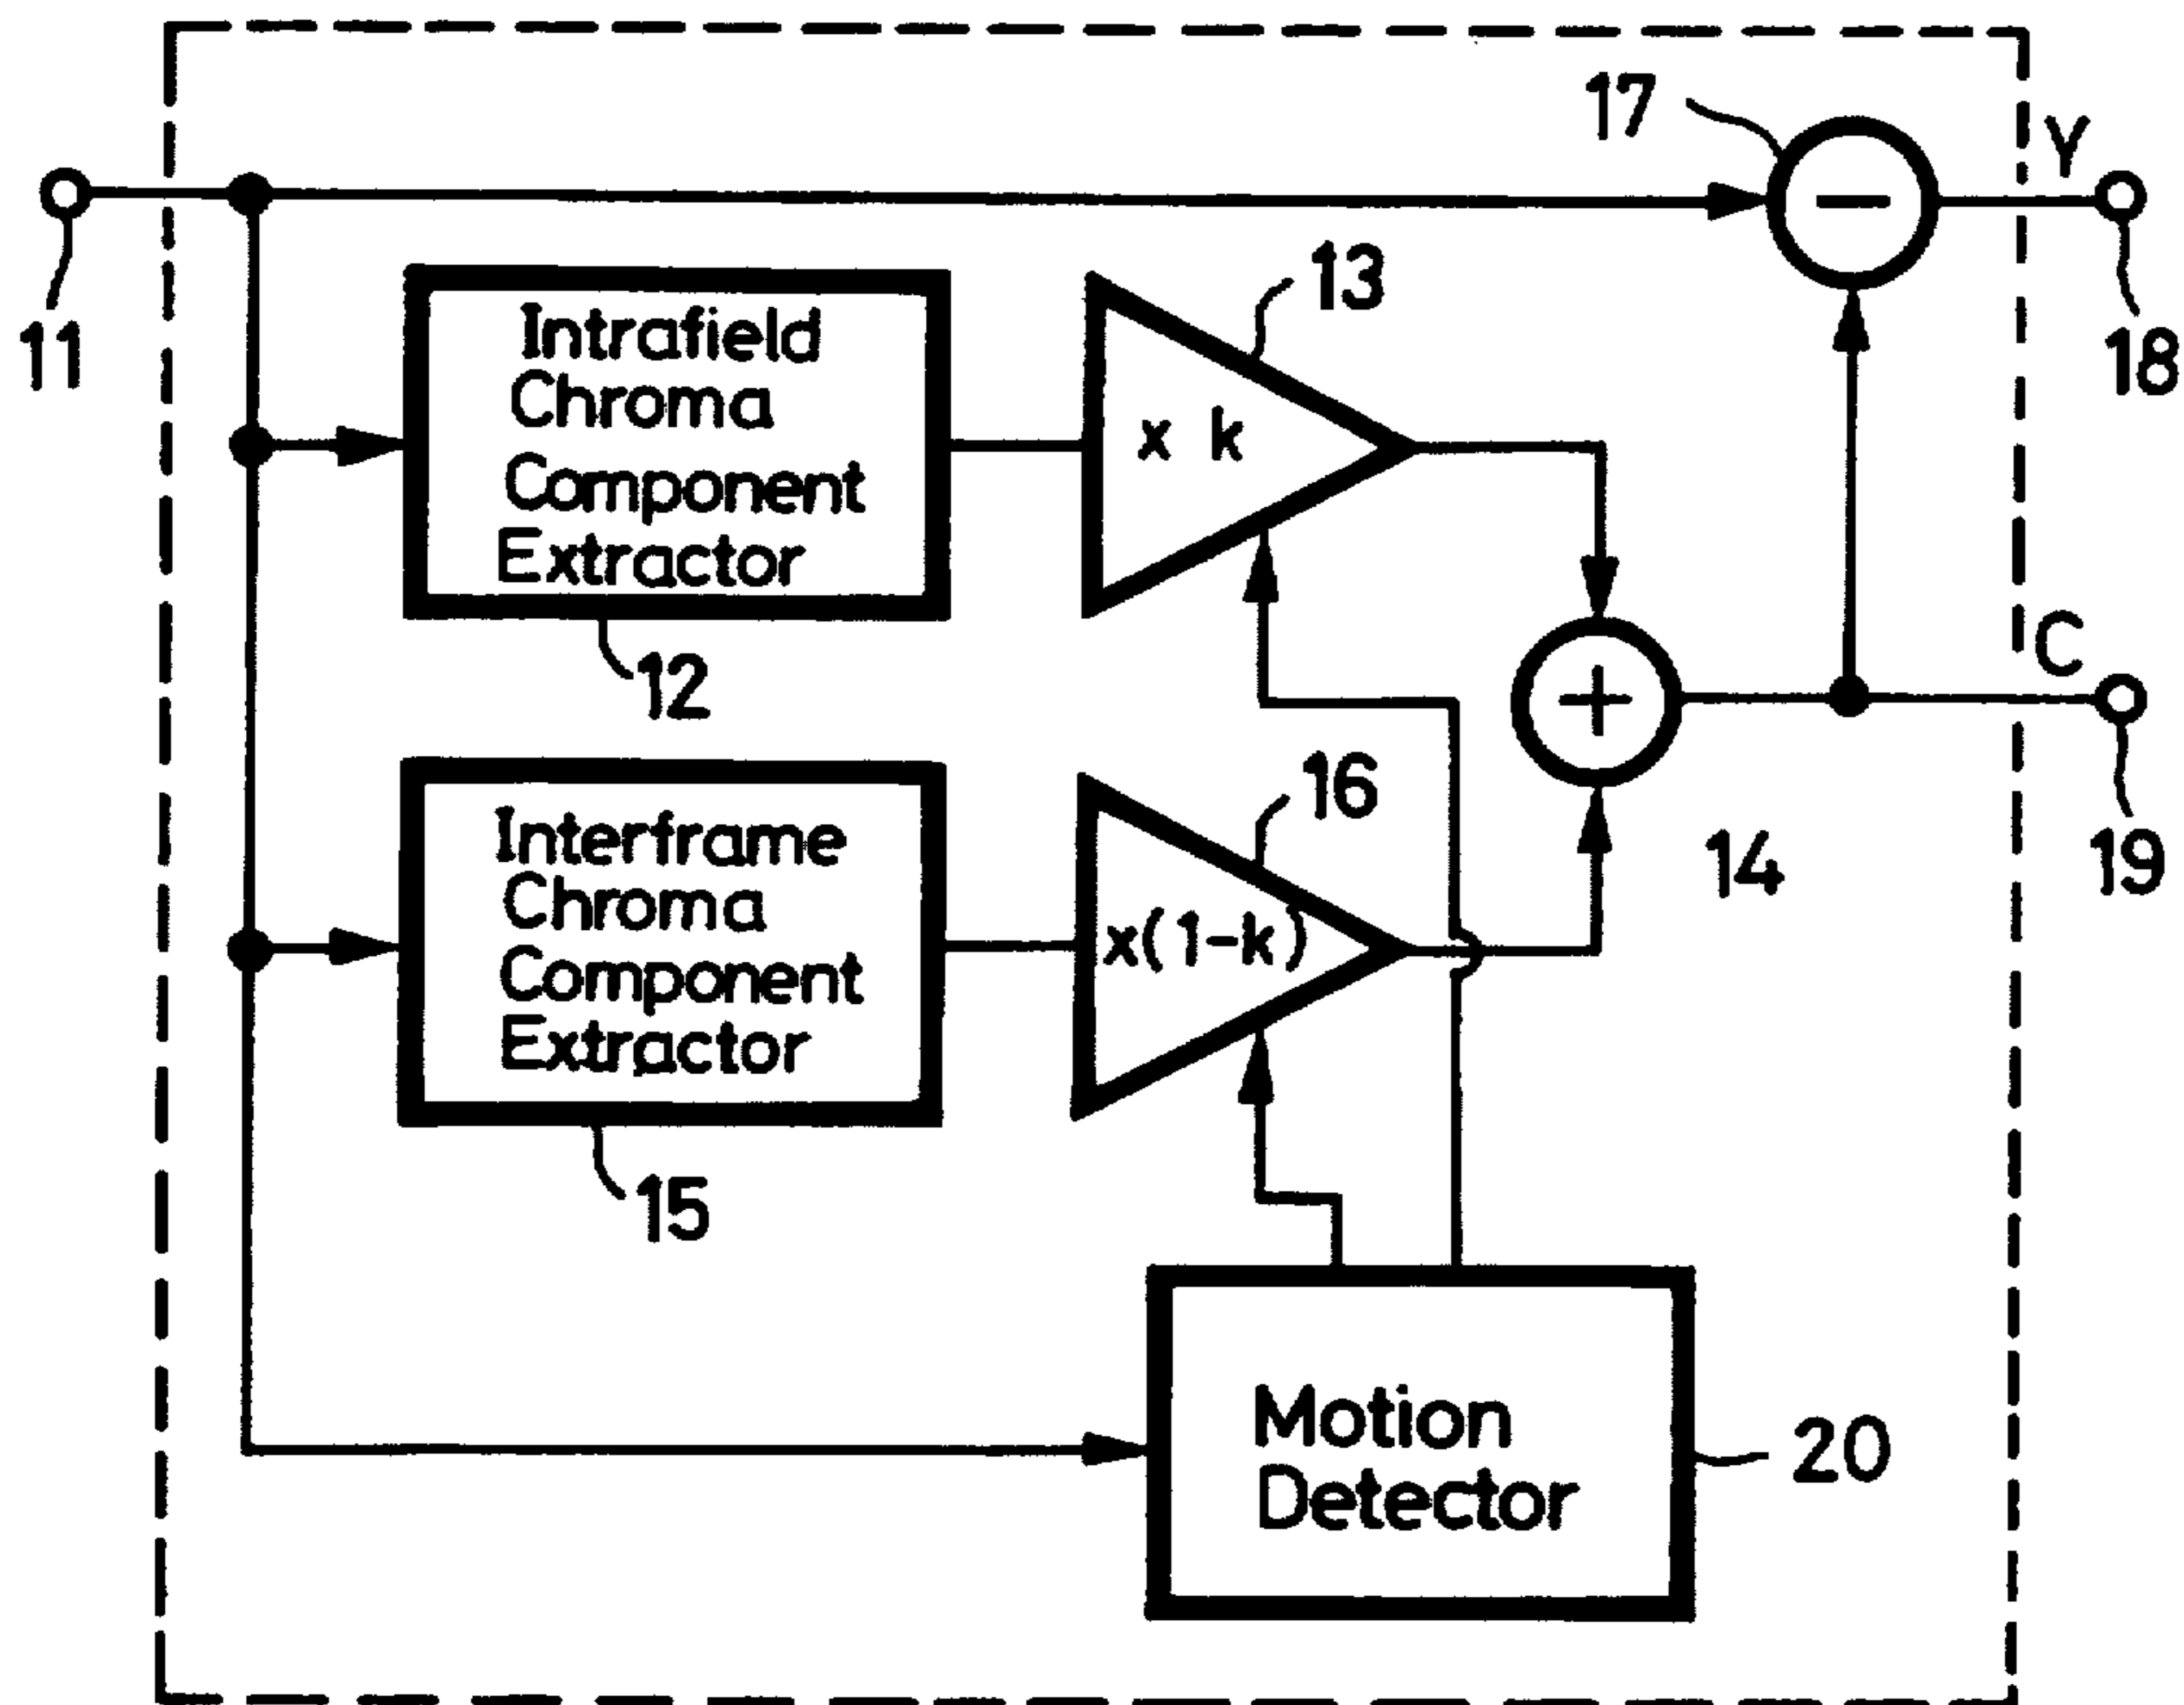 17
Y
11
Intrafield
Chroma
Component
Extractor
13
x k
18
12
C
Interframe
Chroma
Component
Extractor
16
x(1-k)
+
−
14
19
15
Motion
Detector
20